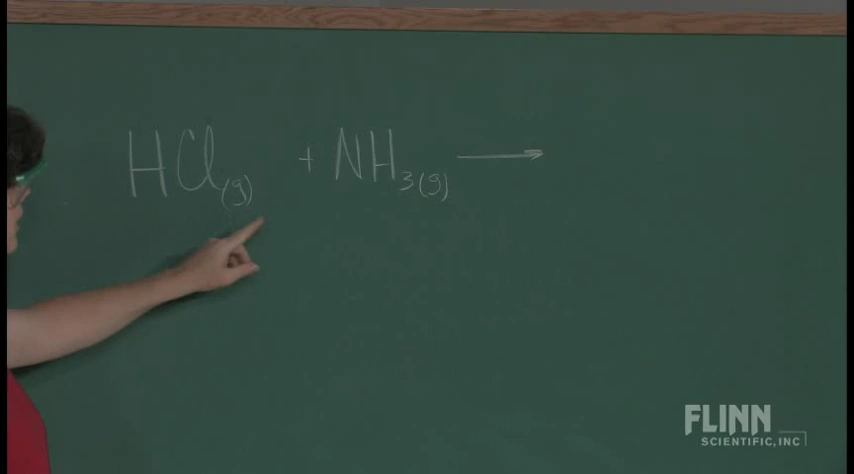 HCl(g) + NH3(g) ⟶
FLINN
SCIENTIFIC, INC